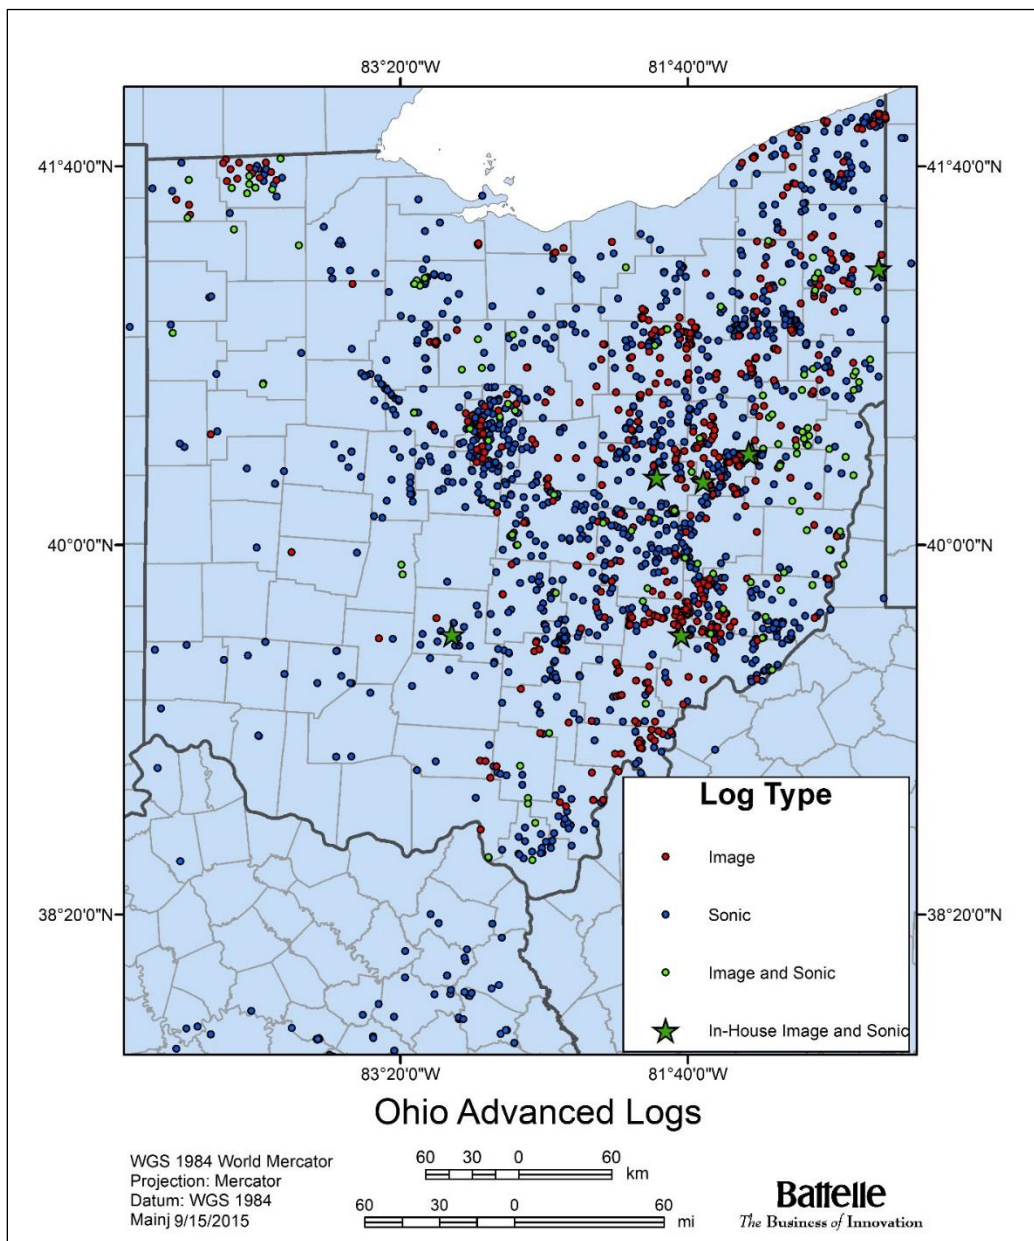 83°20'0"W 81°40'0"W
41°40'0"N 41°40'0"N
40°0'0"N 40°0'0"N
38°20'0"N 38°20'0"N
Log Type
Image
Sonic
Image and Sonic
In-House Image and Sonic
83°20'0"W 81°40'0"W
Ohio Advanced Logs
WGS 1984 World Mercator
Projection: Mercator
Datum: WGS 1984
Mainj 9/15/2015
60 30 0 60
km
60 30 0 60
mi
Battelle
The Business of Innovation